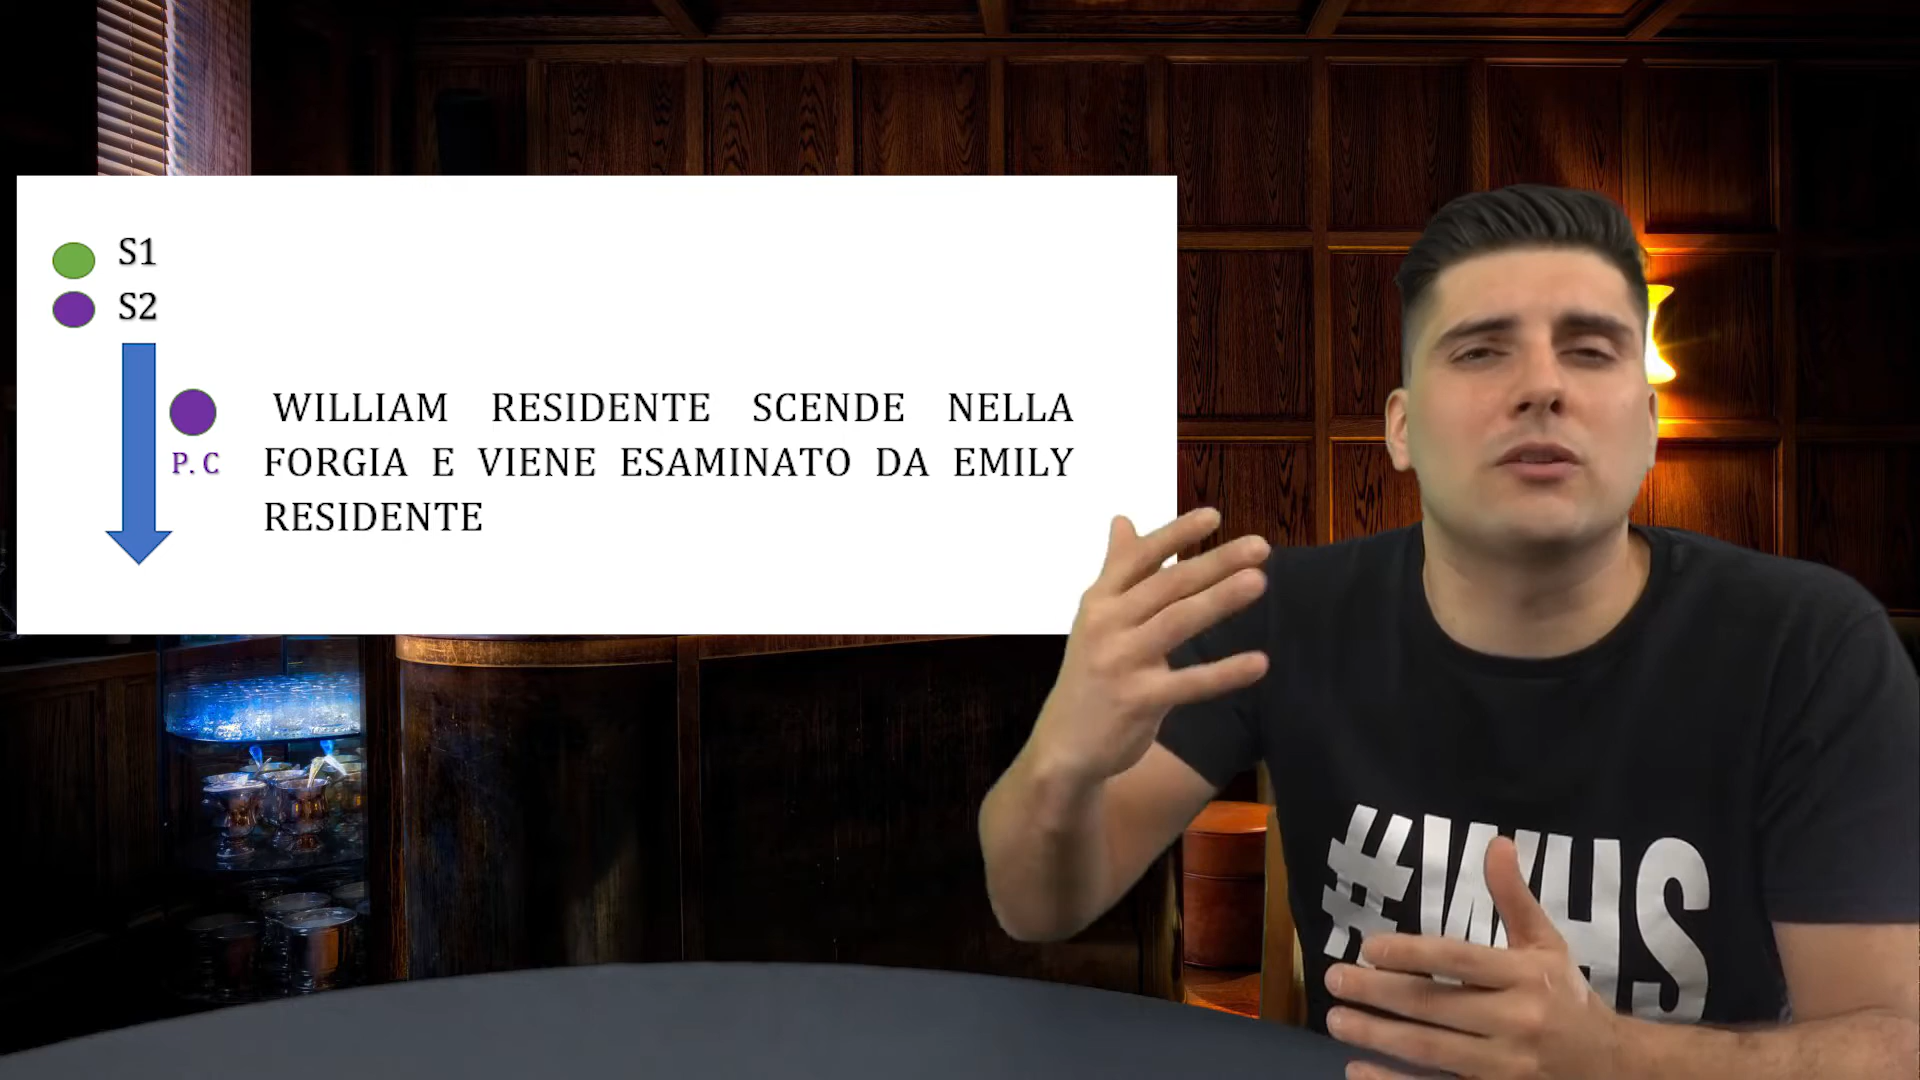 S1
S2
P. C
WILLIAM RESIDENTE SCENDE NELLA
FORGIA E VIENE ESAMINATO DA EMILY
RESIDENTE
#WHS